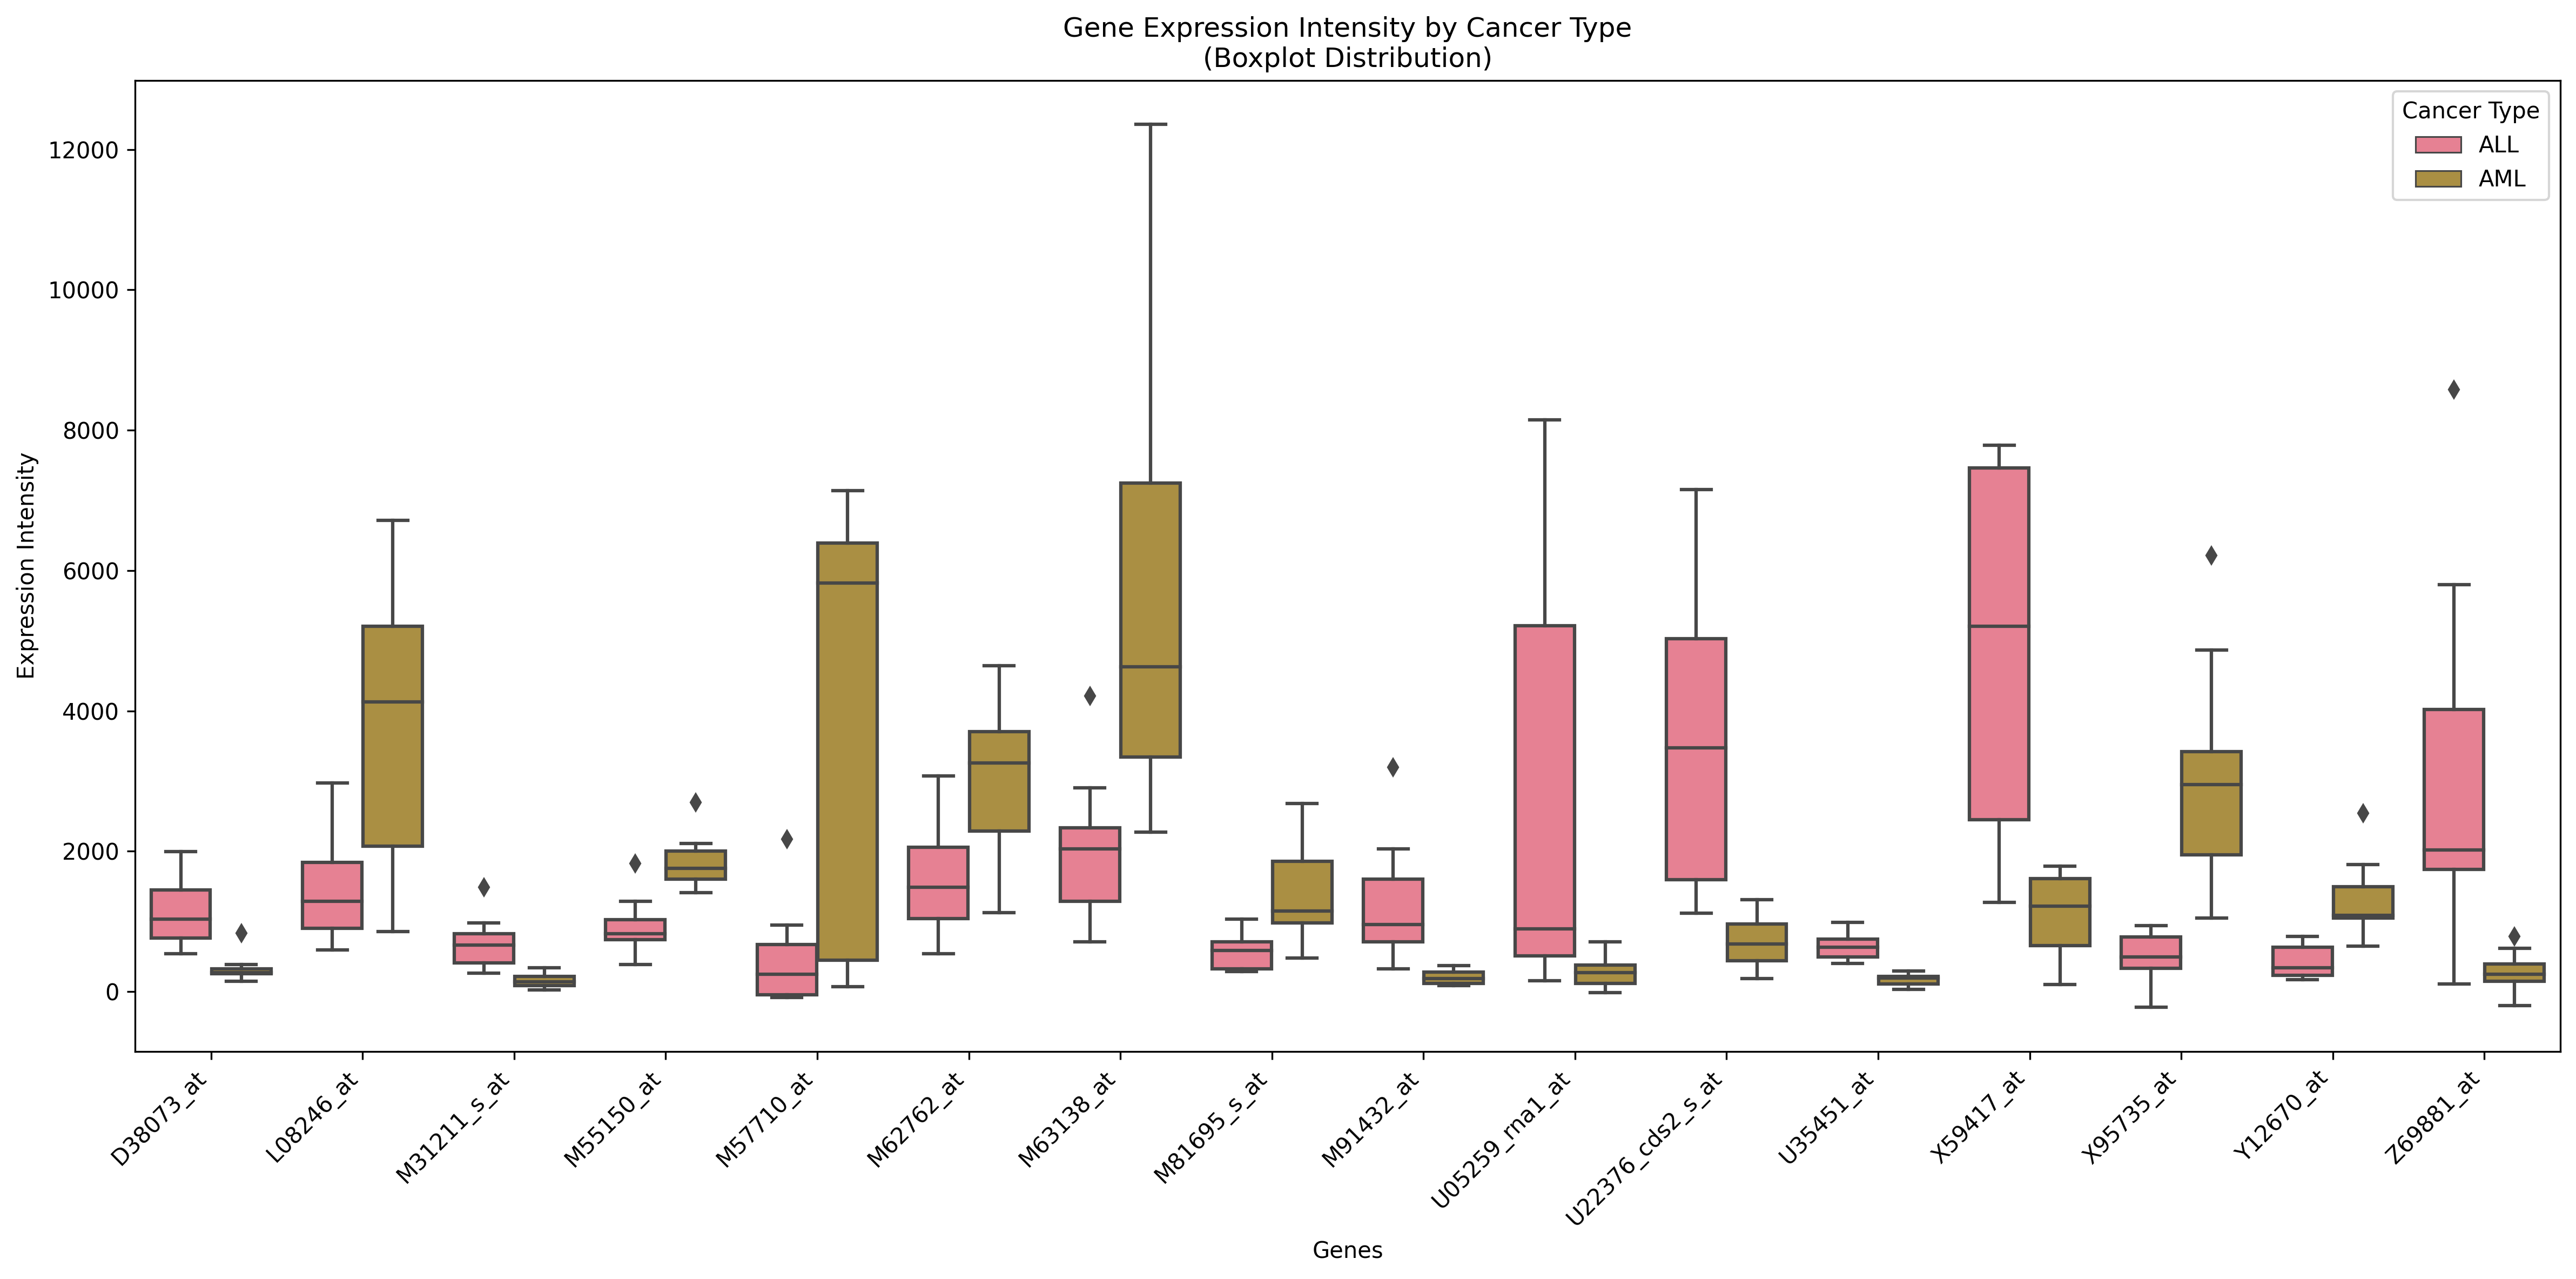 Gene Expression Intensity by Cancer Type
(Boxplot Distribution)
Cancer Type
ALL
AML
Expression Intensity
12000
10000
8000
6000
4000
2000
0
D38073_at
L08246_at
M31211_s_at
M55150_at
M57710_at
M62762_at
M63138_at
M81695_s_at
M91432_at
U05259_rna1_at
U22376_cds2_s_at
U35451_at
X59417_at
X95735_at
Y12670_at
Z69881_at
Genes